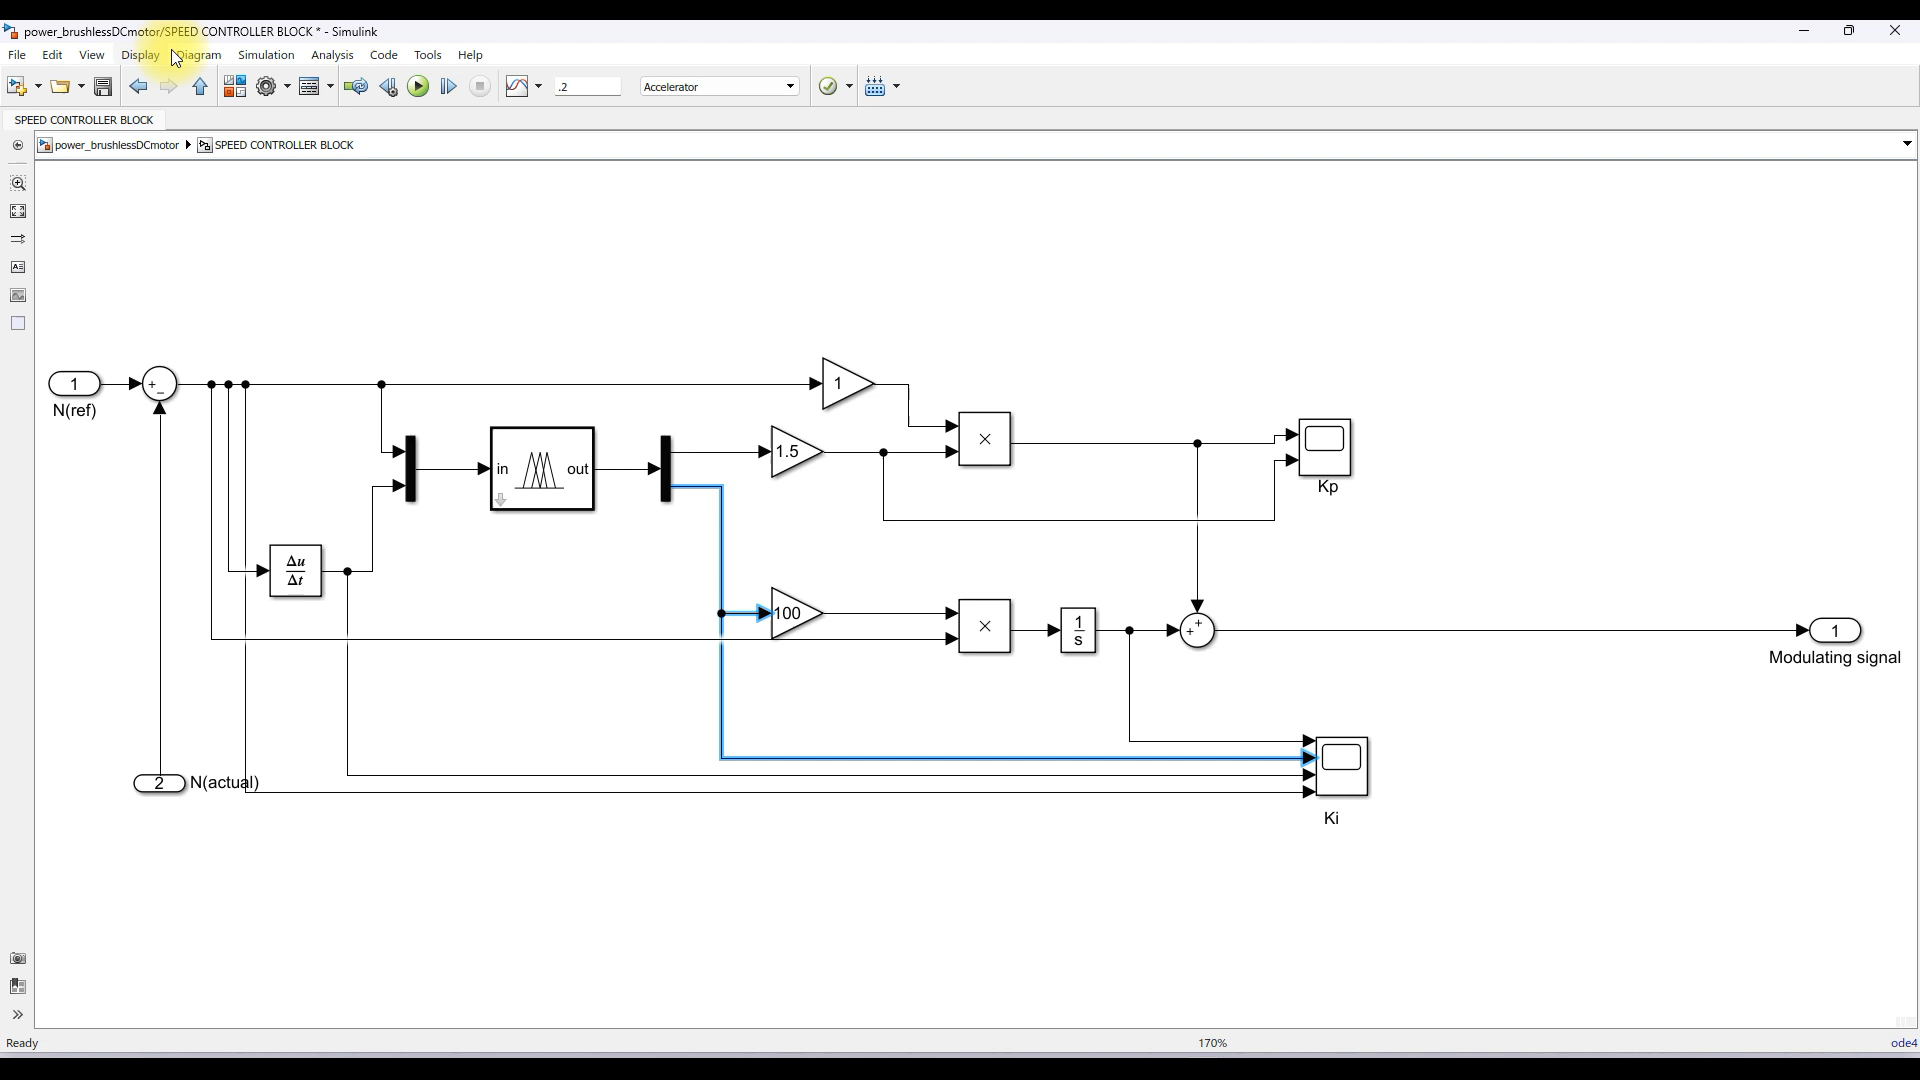 power_brushlessDCmotor/SPEED CONTROLLER BLOCK * - Simulink
File Edit View Display Diagram Simulation Analysis Code Tools Help
.2 Accelerator
SPEED CONTROLLER BLOCK
power_brushlessDCmotor SPEED CONTROLLER BLOCK
1
N(ref)
+
−
1
×
1.5
in out
Kp
Δu
Δt
100
×
1
s
+
+
1
Modulating signal
2 N(actual)
Ki
Ready 170% ode4